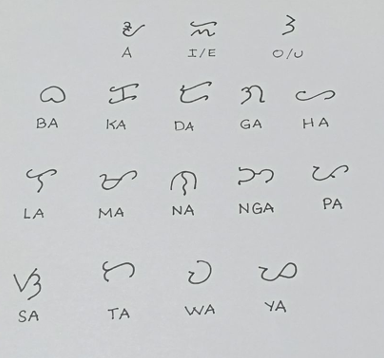 ᜀ ᜁ ᜂ
A I/E O/U
ᜊ ᜃ ᜇ ᜄ ᜑ
BA KA DA GA HA
ᜎ ᜋ ᜈ ᜅ ᜉ
LA MA NA NGA PA
ᜐ ᜆ ᜏ ᜌ
SA TA WA YA